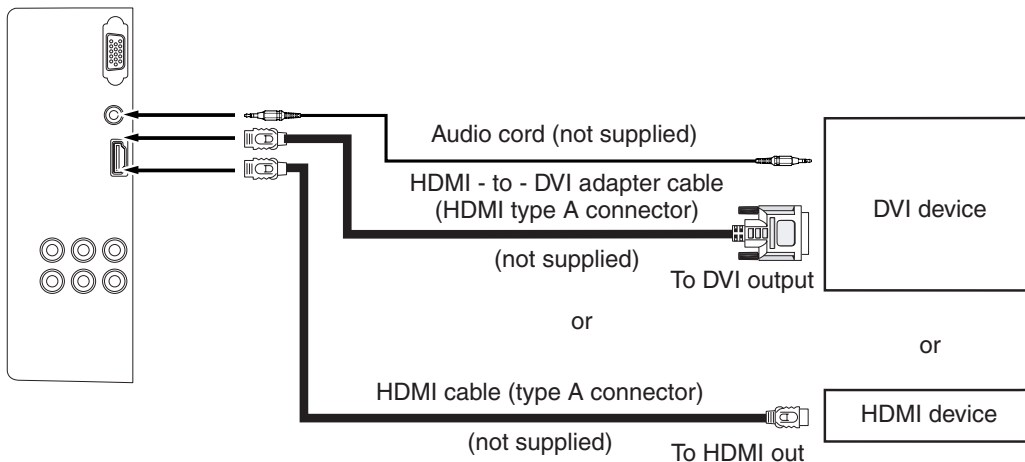 Audio cord (not supplied)
HDMI - to - DVI adapter cable
(HDMI type A connector)
(not supplied)
To DVI output
DVI device
or
or
HDMI cable (type A connector)
(not supplied)
To HDMI out
HDMI device